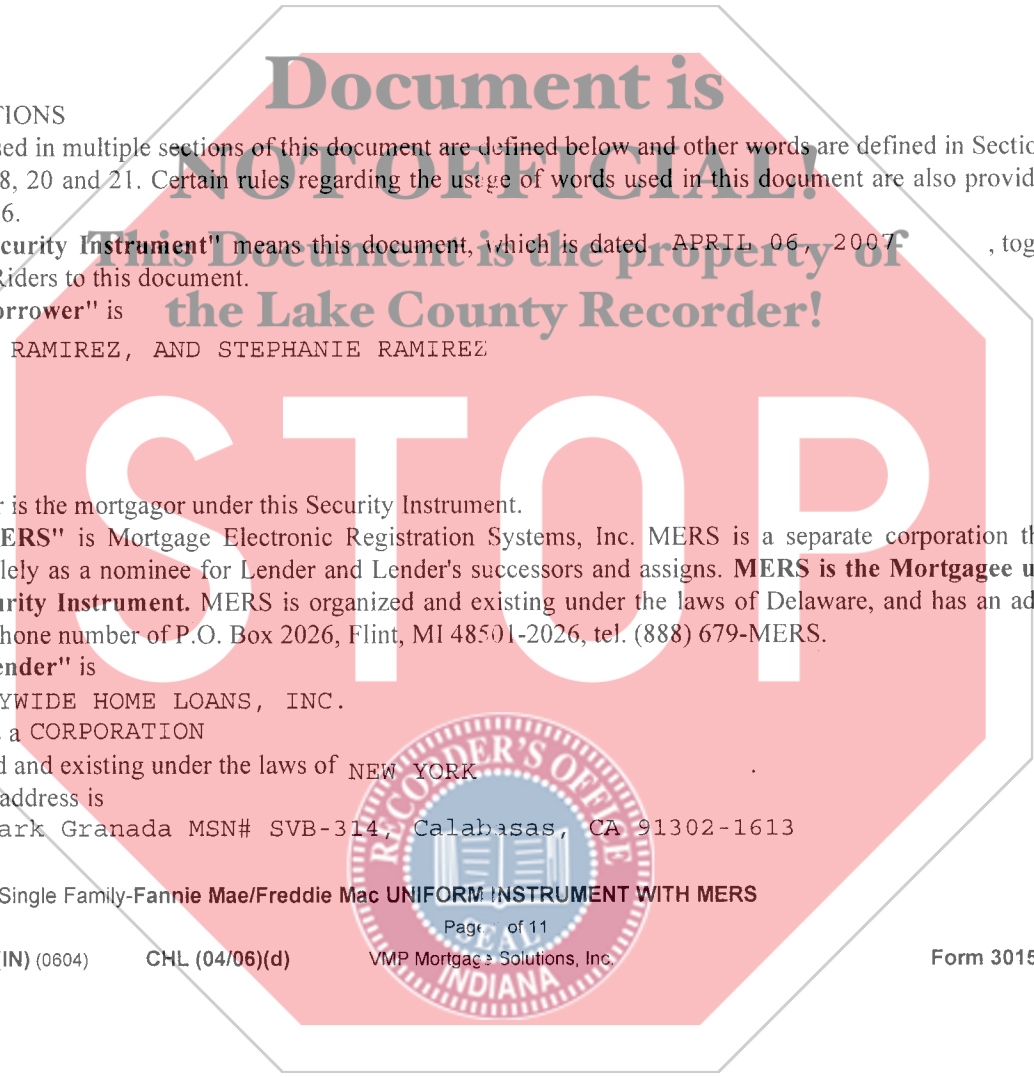 Document is
TIONS
sed in multiple sections of this document are defined below and other words are defined in Sectio
NOT OFFICIAL!
8, 20 and 21. Certain rules regarding the usage of words used in this document are also provid
6.
curity Instrument" means this document, which is dated APRIL 06, 2007 , tog
This Document is the property of
Riders to this document.
orrower" is
the Lake County Recorder!
RAMIREZ, AND STEPHANIE RAMIREZ
STOP
r is the mortgagor under this Security Instrument.
ERS" is Mortgage Electronic Registration Systems, Inc. MERS is a separate corporation th
lely as a nominee for Lender and Lender's successors and assigns. MERS is the Mortgagee u
urity Instrument. MERS is organized and existing under the laws of Delaware, and has an ad
hone number of P.O. Box 2026, Flint, MI 48501-2026, tel. (888) 679-MERS.
ender" is
YWIDE HOME LOANS, INC.
a CORPORATION
d and existing under the laws of NEW YORK .
address is
ark Granada MSN# SVB-314, Calabasas, CA 91302-1613
RECORDER'S OFFICE
SEAL
INDIANA
Single Family-Fannie Mae/Freddie Mac UNIFORM INSTRUMENT WITH MERS
Page of 11
(IN) (0604) CHL (04/06)(d) VMP Mortgage Solutions, Inc. Form 3015